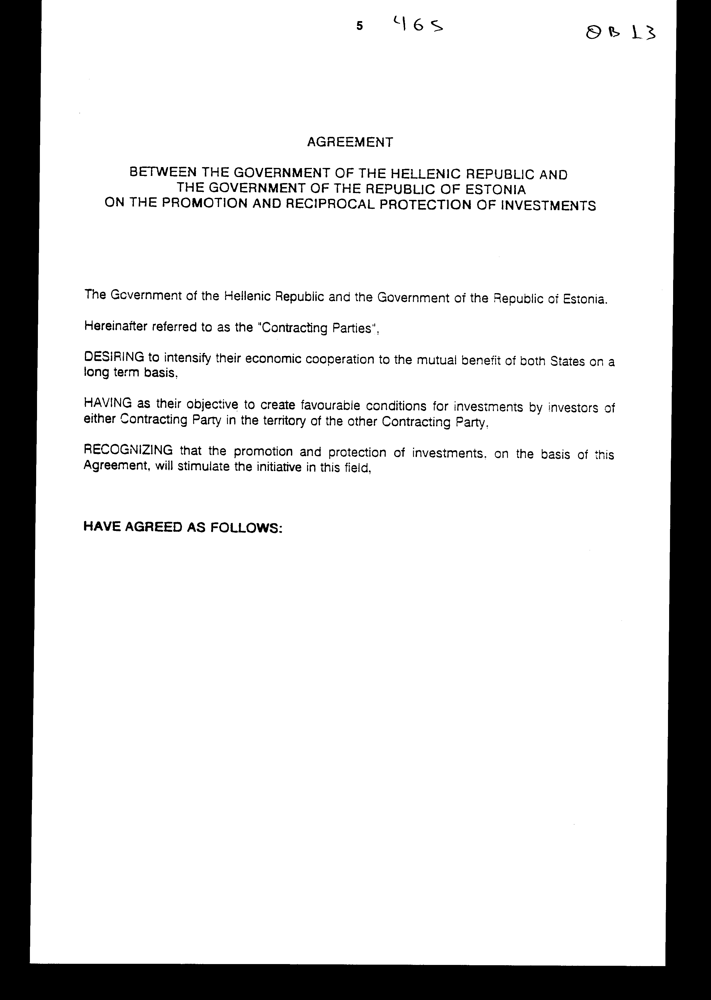 5 465
ΘΒ 13
AGREEMENT
BETWEEN THE GOVERNMENT OF THE HELLENIC REPUBLIC AND
THE GOVERNMENT OF THE REPUBLIC OF ESTONIA
ON THE PROMOTION AND RECIPROCAL PROTECTION OF INVESTMENTS
The Government of the Hellenic Republic and the Government of the Republic of Estonia.
Hereinafter referred to as the "Contracting Parties",
DESIRING to intensify their economic cooperation to the mutual benefit of both States on a
long term basis,
HAVING as their objective to create favourable conditions for investments by investors of
either Contracting Party in the territory of the other Contracting Party,
RECOGNIZING that the promotion and protection of investments, on the basis of this
Agreement, will stimulate the initiative in this field,
HAVE AGREED AS FOLLOWS: